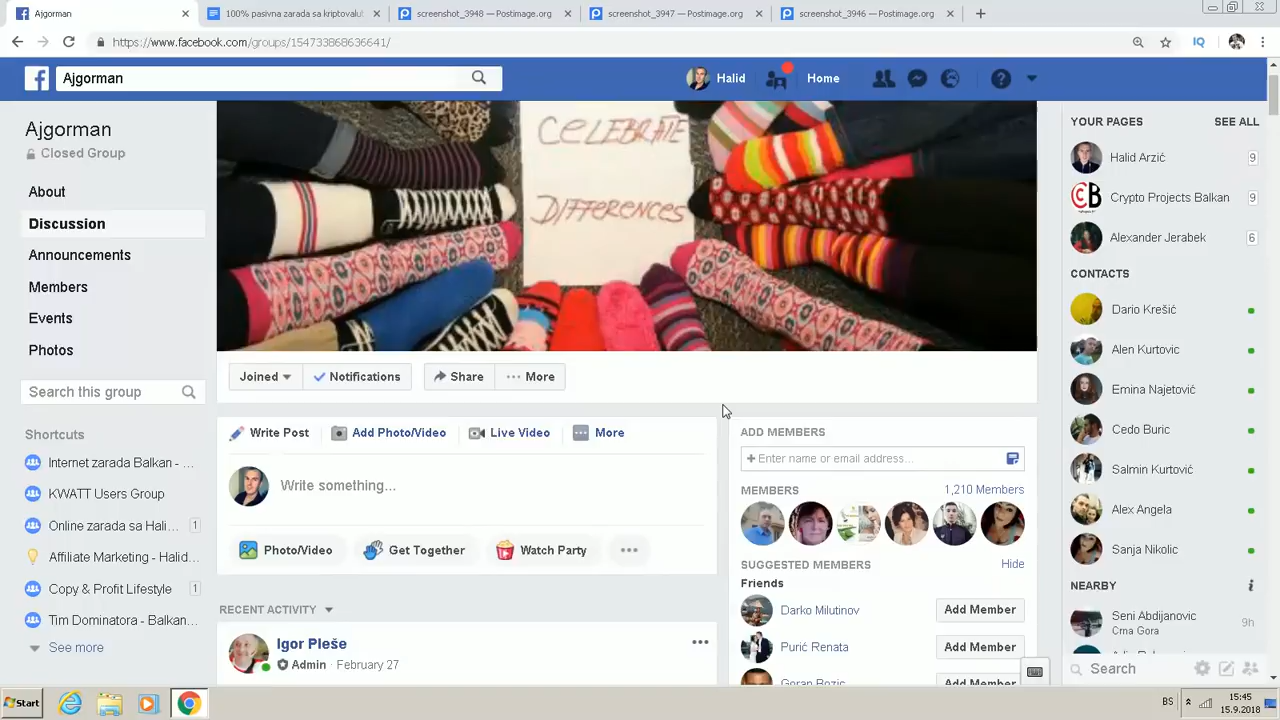 Ajgorman
100% pasivna zarada sa kriptovalut
screenshot_3948 — Postimage.org
screenshot_3947 — Postimage.org
screenshot_3946 — Postimage.org
https://www.facebook.com/groups/154733868636641/
IQ
Ajgorman
Halid
Home
Ajgorman
Closed Group
About
Discussion
Announcements
Members
Events
Photos
Search this group
Shortcuts
Internet zarada Balkan - ...
KWATT Users Group
Online zarada sa Hali... 1
Affiliate Marketing - Halid...
Copy & Profit Lifestyle 1
Tim Dominatora - Balkan...
See more
CELEBRATE
DIFFERENCES
Joined
Notifications
Share
More
Write Post
Add Photo/Video
Live Video
More
Write something...
Photo/Video
Get Together
Watch Party
RECENT ACTIVITY
Igor Pleše
Admin · February 27
ADD MEMBERS
+ Enter name or email address...
MEMBERS
1,210 Members
SUGGESTED MEMBERS
Hide
Friends
Darko Milutinov
Add Member
Purić Renata
Add Member
Goran Bozic
Add Member
YOUR PAGES
SEE ALL
Halid Arzić 9
CB
Crypto Projects Balkan 9
Alexander Jerabek 6
CONTACTS
Dario Krešić
Alen Kurtovic
Emina Najetović
Cedo Buric
Salmin Kurtović
Alex Angela
Sanja Nikolic
NEARBY
Seni Abdijanovic
Crna Gora
9h
Search
Start
BS
15:45
15.9.2018